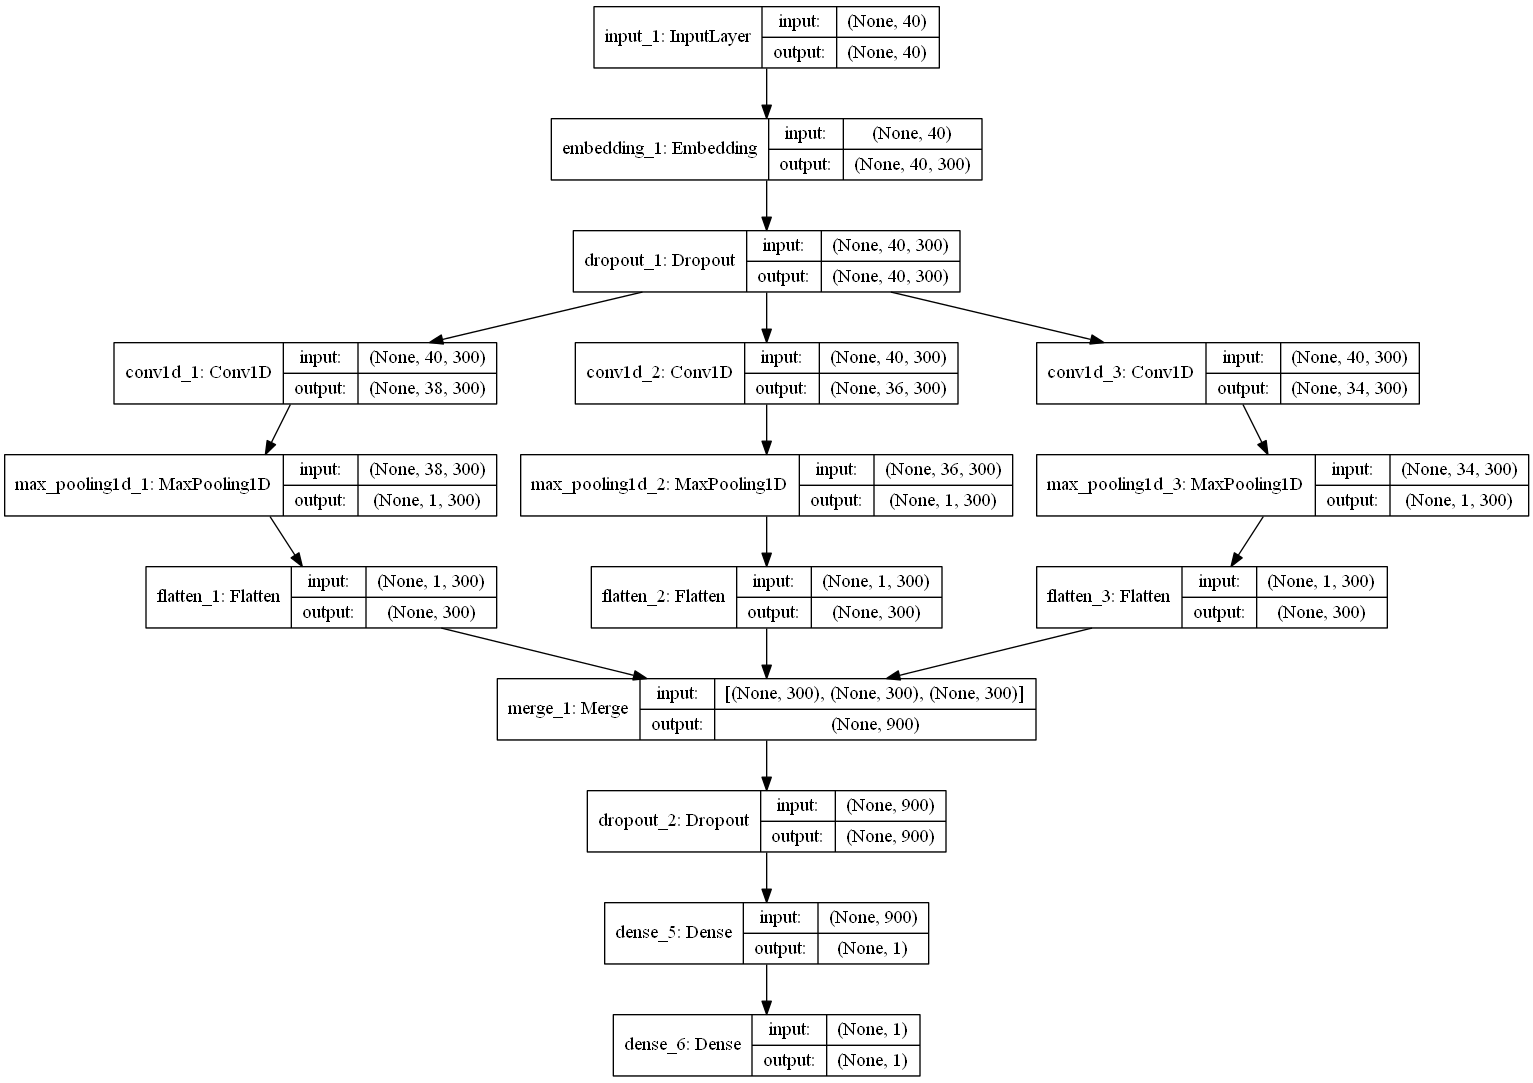 input_1: InputLayer
input: (None, 40)
output: (None, 40)
embedding_1: Embedding
input: (None, 40)
output: (None, 40, 300)
dropout_1: Dropout
input: (None, 40, 300)
output: (None, 40, 300)
conv1d_1: Conv1D
input: (None, 40, 300)
output: (None, 38, 300)
conv1d_2: Conv1D
input: (None, 40, 300)
output: (None, 36, 300)
conv1d_3: Conv1D
input: (None, 40, 300)
output: (None, 34, 300)
max_pooling1d_1: MaxPooling1D
input: (None, 38, 300)
output: (None, 1, 300)
max_pooling1d_2: MaxPooling1D
input: (None, 36, 300)
output: (None, 1, 300)
max_pooling1d_3: MaxPooling1D
input: (None, 34, 300)
output: (None, 1, 300)
flatten_1: Flatten
input: (None, 1, 300)
output: (None, 300)
flatten_2: Flatten
input: (None, 1, 300)
output: (None, 300)
flatten_3: Flatten
input: (None, 1, 300)
output: (None, 300)
merge_1: Merge
input: [(None, 300), (None, 300), (None, 300)]
output: (None, 900)
dropout_2: Dropout
input: (None, 900)
output: (None, 900)
dense_5: Dense
input: (None, 900)
output: (None, 1)
dense_6: Dense
input: (None, 1)
output: (None, 1)